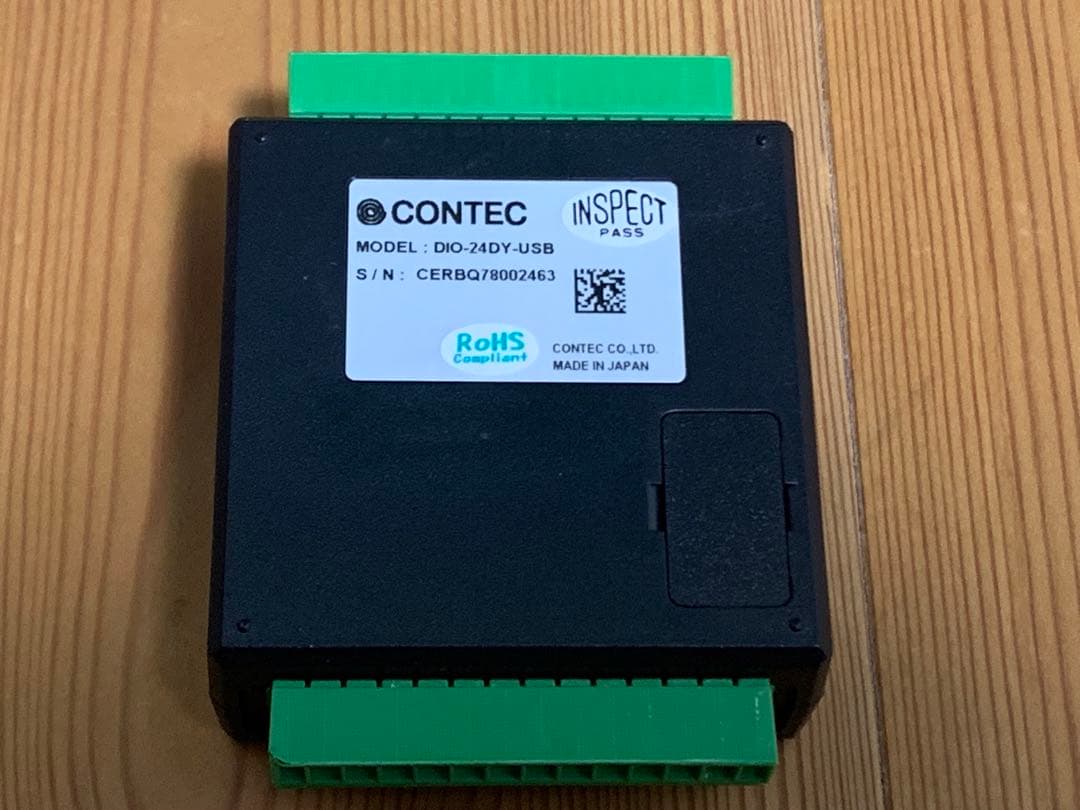 CONTEC
INSPECT
PASS
MODEL : DIO-24DY-USB
S / N : CERBQ78002463
RoHS
Compliant
CONTEC CO.,LTD.
MADE IN JAPAN